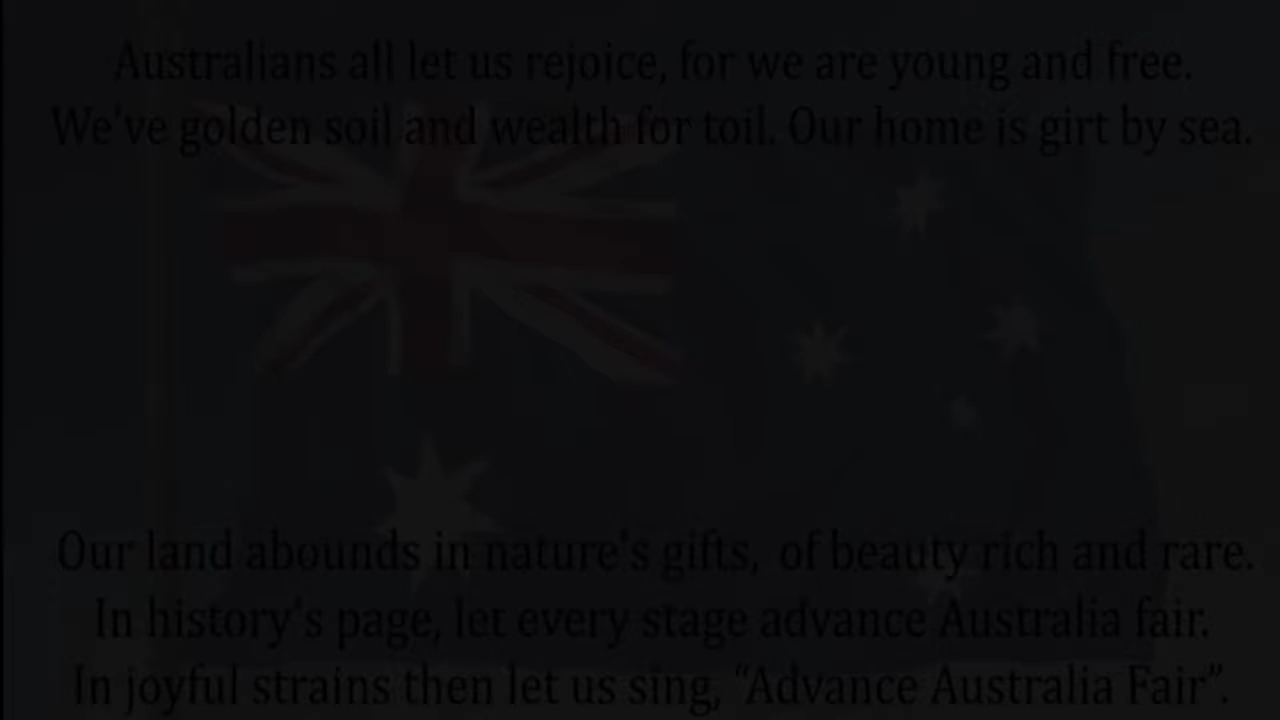 Australians all let us rejoice, for we are young and free.
We've golden soil and wealth for toil. Our home is girt by sea.
Our land abounds in nature's gifts, of beauty rich and rare.
In history's page, let every stage advance Australia fair.
In joyful strains then let us sing, “Advance Australia Fair”.